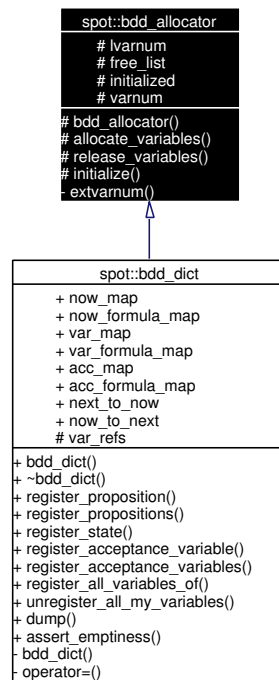 spot::bdd_allocator
# lvarnum
# free_list
# initialized
# varnum
# bdd_allocator()
# allocate_variables()
# release_variables()
# initialize()
- extvarnum()
spot::bdd_dict
+ now_map
+ now_formula_map
+ var_map
+ var_formula_map
+ acc_map
+ acc_formula_map
+ next_to_now
+ now_to_next
# var_refs
+ bdd_dict()
+ ~bdd_dict()
+ register_proposition()
+ register_propositions()
+ register_state()
+ register_acceptance_variable()
+ register_acceptance_variables()
+ register_all_variables_of()
+ unregister_all_my_variables()
+ dump()
+ assert_emptiness()
- bdd_dict()
- operator=()